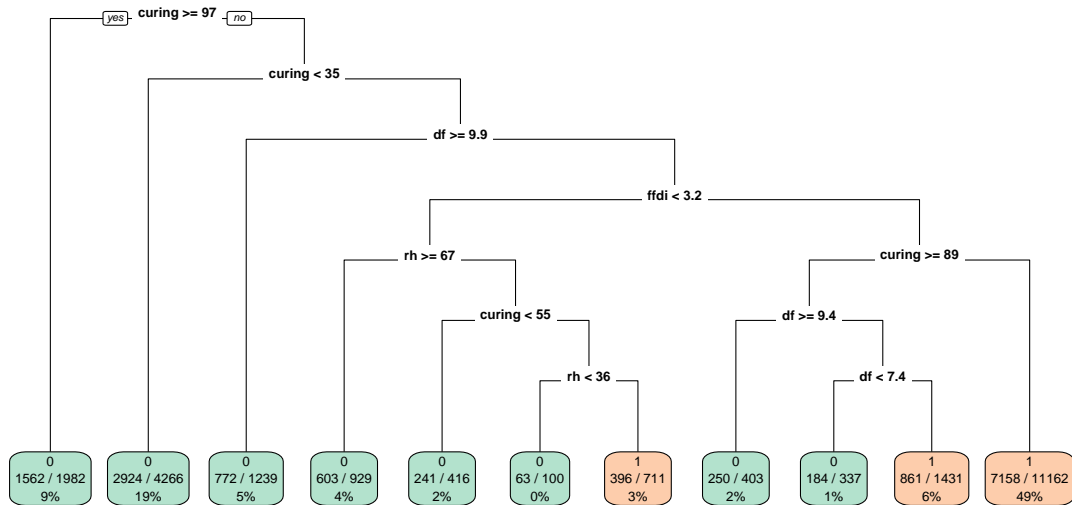 yes curing >= 97 no
curing < 35
df >= 9.9
ffdi < 3.2
rh >= 67 curing >= 89
curing < 55 df >= 9.4
rh < 36 df < 7.4
0 0 0 0 0 0 1 0 0 1 1
1562 / 1982 2924 / 4266 772 / 1239 603 / 929 241 / 416 63 / 100 396 / 711 250 / 403 184 / 337 861 / 1431 7158 / 11162
9% 19% 5% 4% 2% 0% 3% 2% 1% 6% 49%